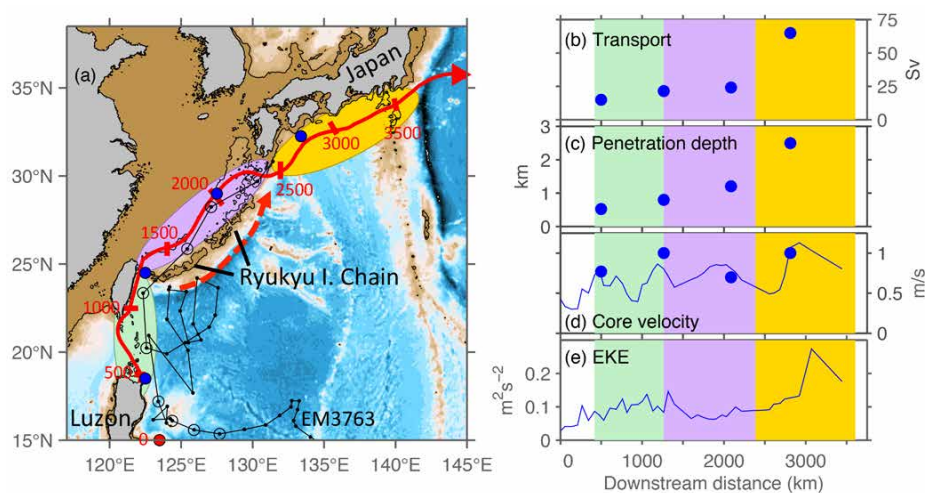 (a)
Japan
35°N
30°N
25°N
20°N
15°N
3500
3000
2500
2000
1500
1000
500
0
Ryukyu I. Chain
Luzon
EM3763
120°E
125°E
130°E
135°E
140°E
145°E
(b) Transport
75
50
25
0
Sv
(c) Penetration depth
3
2
1
0
km
(d) Core velocity
1
0.5
0
m/s
(e) EKE
0.2
0.1
0
m²s⁻²
0
500
1000
2000
3000
Downstream distance (km)